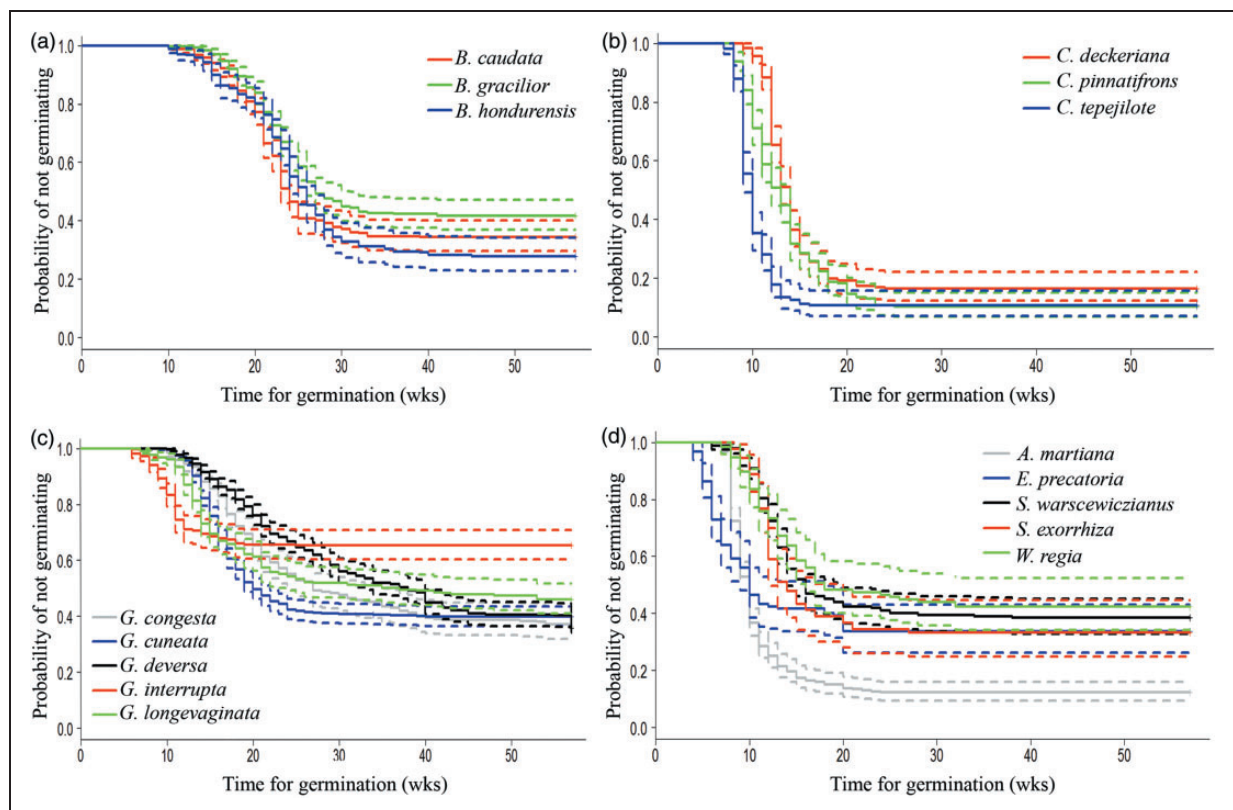 (a)
Probability of not germinating
1.0
0.8
0.6
0.4
0.2
0.0
B. caudata
B. gracilior
B. hondurensis
0 10 20 30 40 50
Time for germination (wks)
(b)
Probability of not germinating
1.0
0.8
0.6
0.4
0.2
0.0
C. deckeriana
C. pinnatifrons
C. tepejilote
0 10 20 30 40 50
Time for germination (wks)
(c)
Probability of not germinating
1.0
0.8
0.6
0.4
0.2
0.0
G. congesta
G. cuneata
G. deversa
G. interrupta
G. longevaginata
0 10 20 30 40 50
Time for germination (wks)
(d)
Probability of not germinating
1.0
0.8
0.6
0.4
0.2
0.0
A. martiana
E. precatoria
S. warscewiczianus
S. exorrhiza
W. regia
0 10 20 30 40 50
Time for germination (wks)